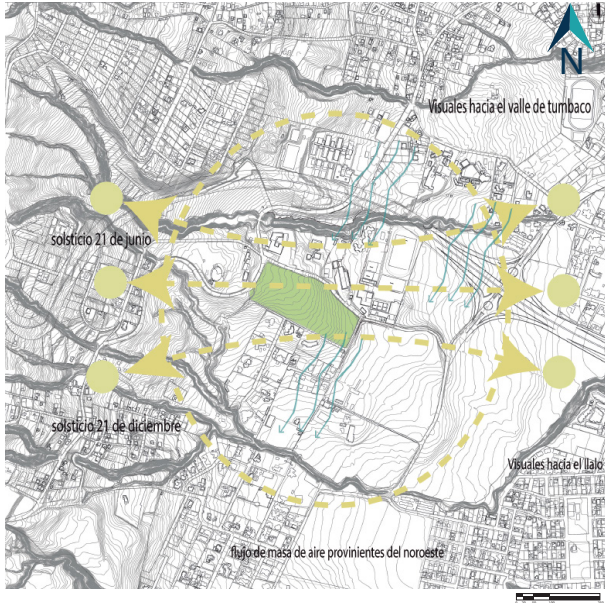 N
Visuales hacia el valle de tumbaco
solsticio 21 de junio
solsticio 21 de diciembre
Visuales hacia el ilalo
flujo de masa de aire provinientes del noroeste